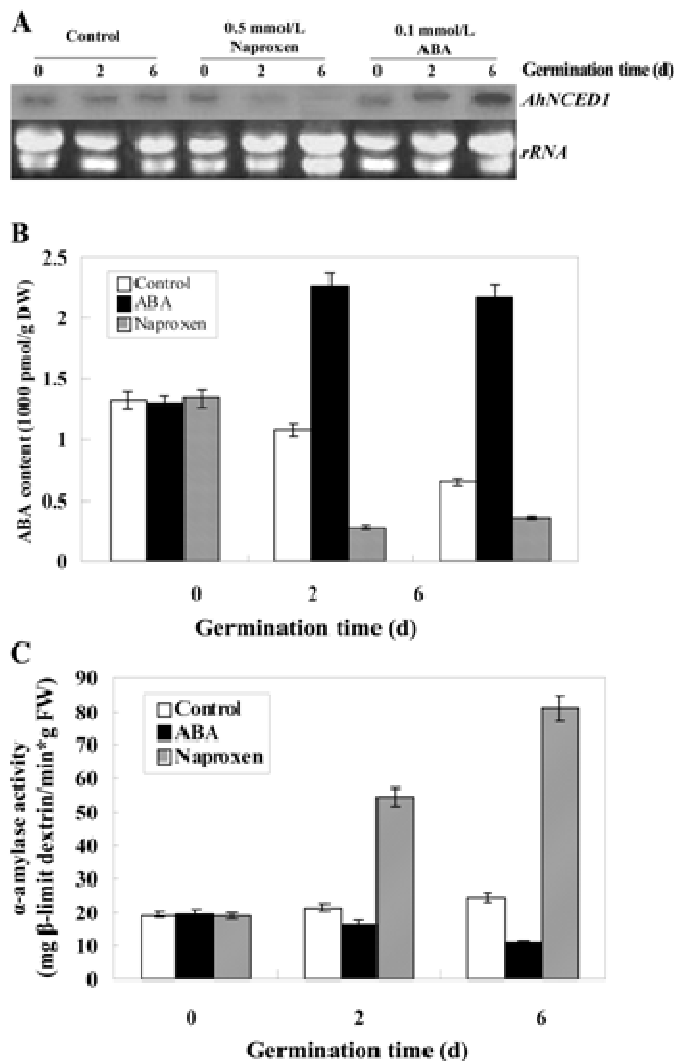 A
Control
0.5 mmol/L
Naproxen
0.1 mmol/L
ABA
0 2 6 0 2 6 0 2 6 Germination time (d)
AhNCED1
rRNA
B
2.5
2
1.5
1
0.5
0
ABA content (1000 pmol/g DW)
Control
ABA
Naproxen
0 2 6
Germination time (d)
C
90
80
70
60
50
40
30
20
10
0
α-amylase activity
(mg β-limit dextrin/min*g FW)
Control
ABA
Naproxen
0 2 6
Germination time (d)